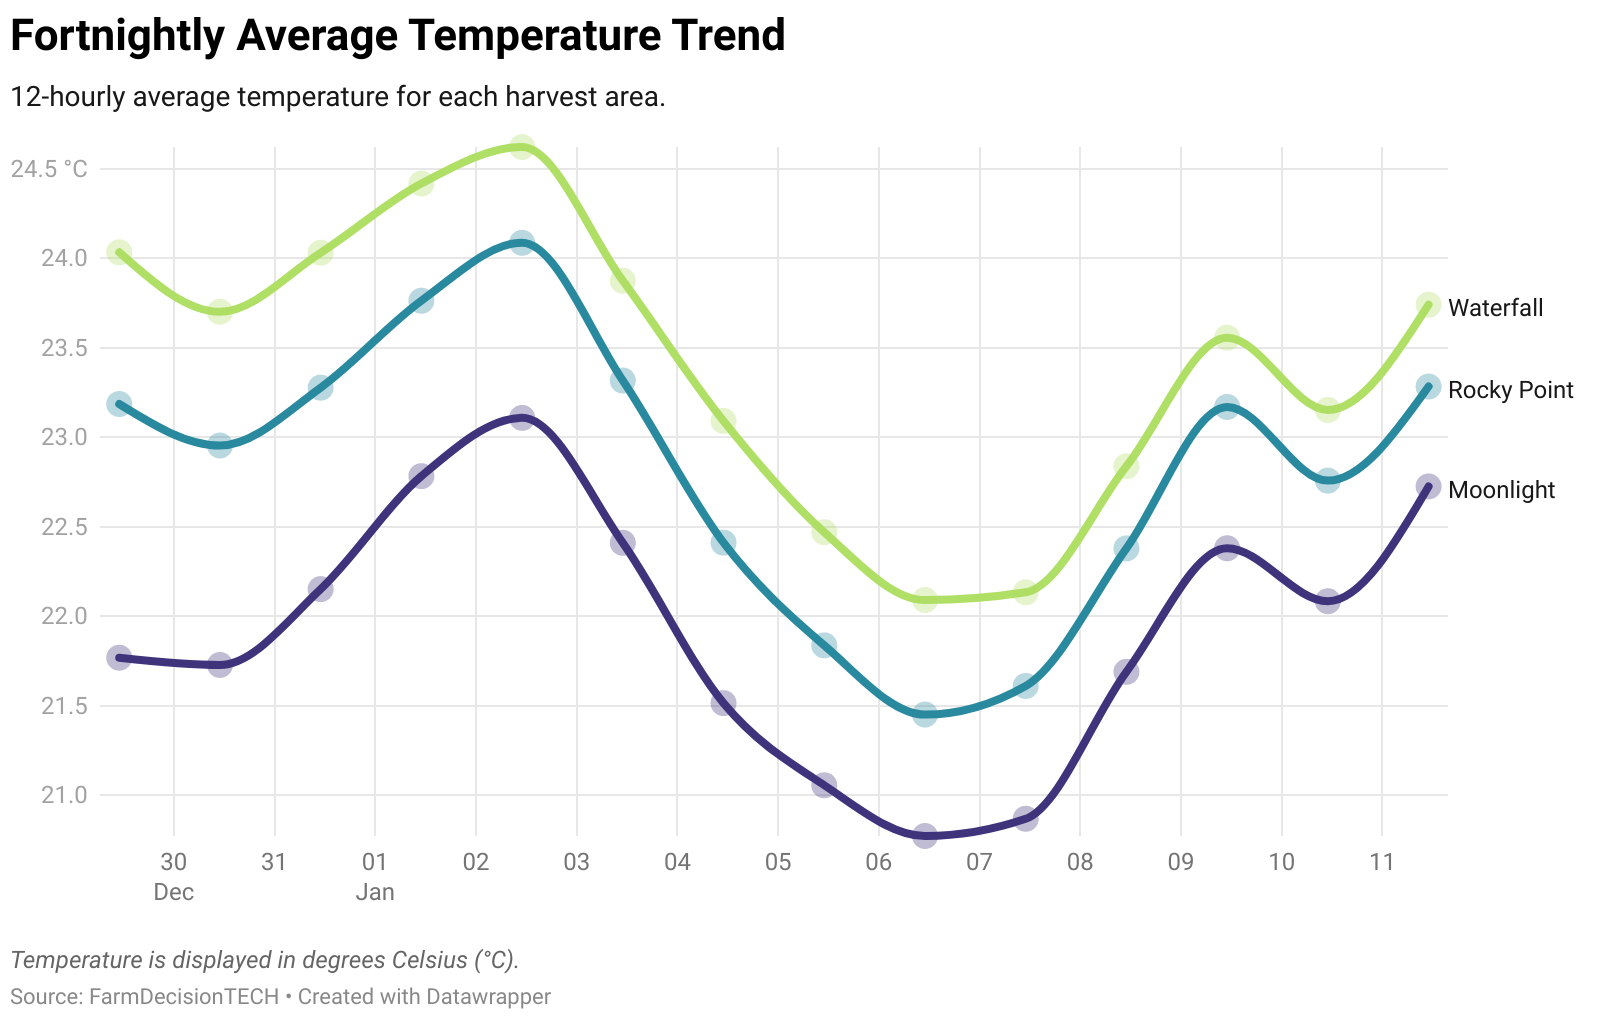 Fortnightly Average Temperature Trend
12-hourly average temperature for each harvest area.
24.5 °C
24.0
23.5
23.0
22.5
22.0
21.5
21.0
Waterfall
Rocky Point
Moonlight
30 31 01 02 03 04 05 06 07 08 09 10 11
Dec Jan
Temperature is displayed in degrees Celsius (°C).
Source: FarmDecisionTECH • Created with Datawrapper